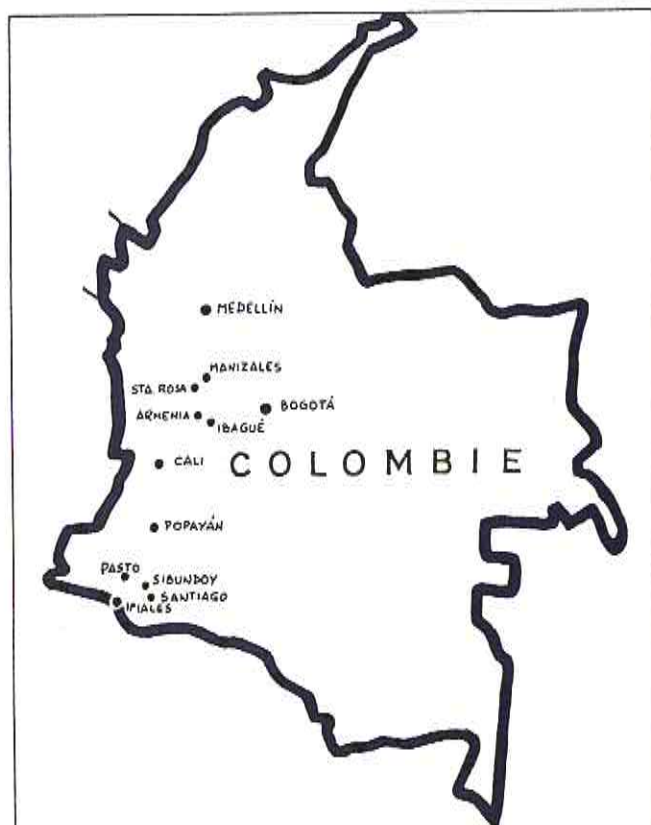 MEDELLÍN
MANIZALES
STA. ROSA
BOGOTÁ
ARMENIA
IBAGUÉ
CALI
COLOMBIE
POPAYÁN
PASTO
SIBUNDOY
SANTIAGO
IPIALES